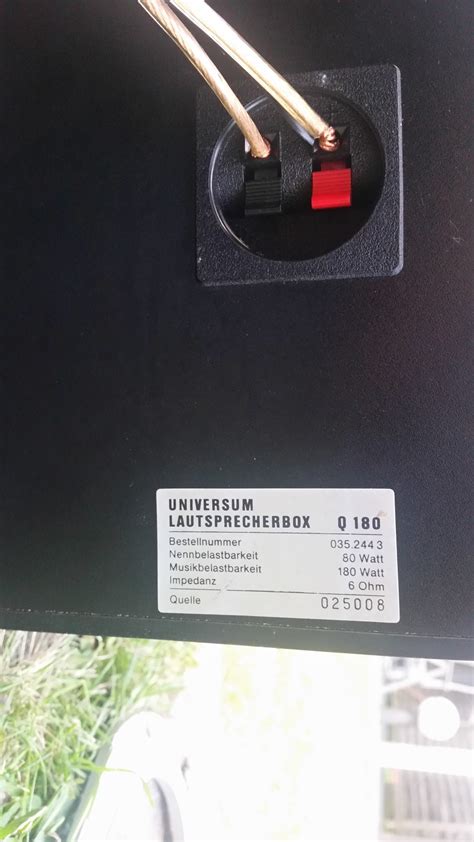 UNIVERSUM
LAUTSPRECHERBOX Q 180
Bestellnummer 035.244 3
Nennbelastbarkeit 80 Watt
Musikbelastbarkeit 180 Watt
Impedanz 6 Ohm
Quelle 025008